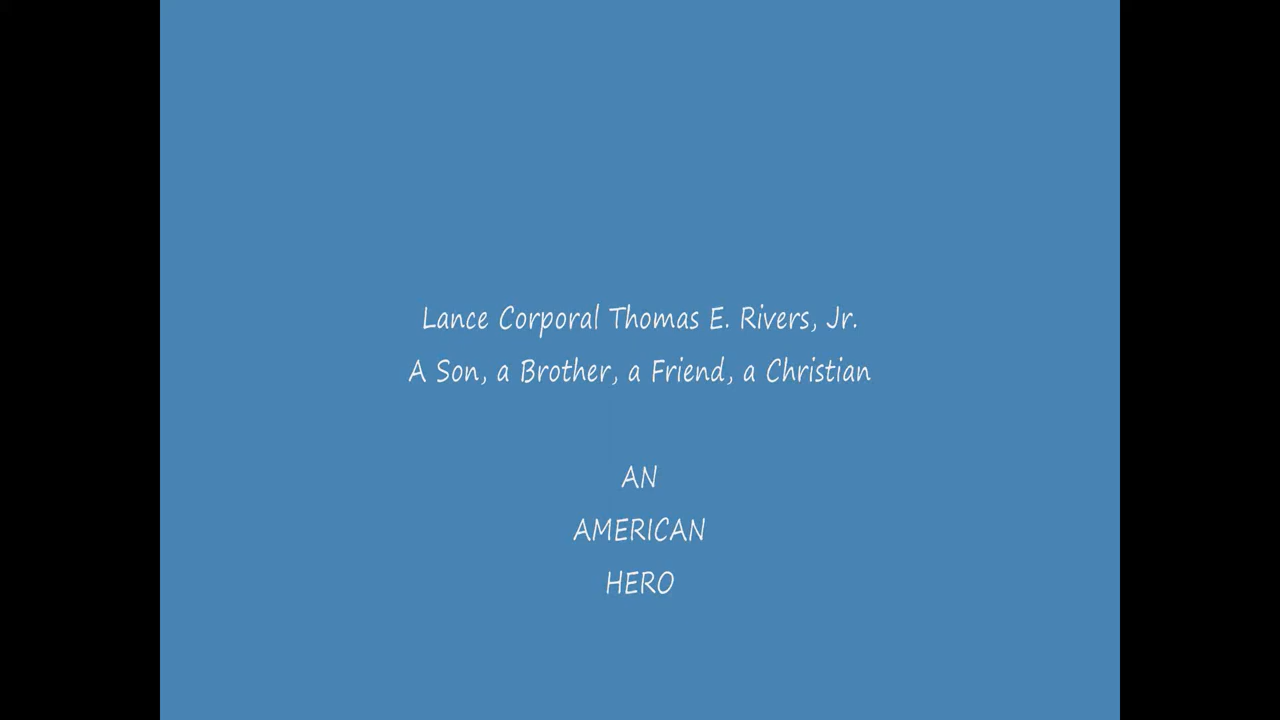 Lance Corporal Thomas E. Rivers, Jr.
A Son, a Brother, a Friend, a Christian
AN
AMERICAN
HERO